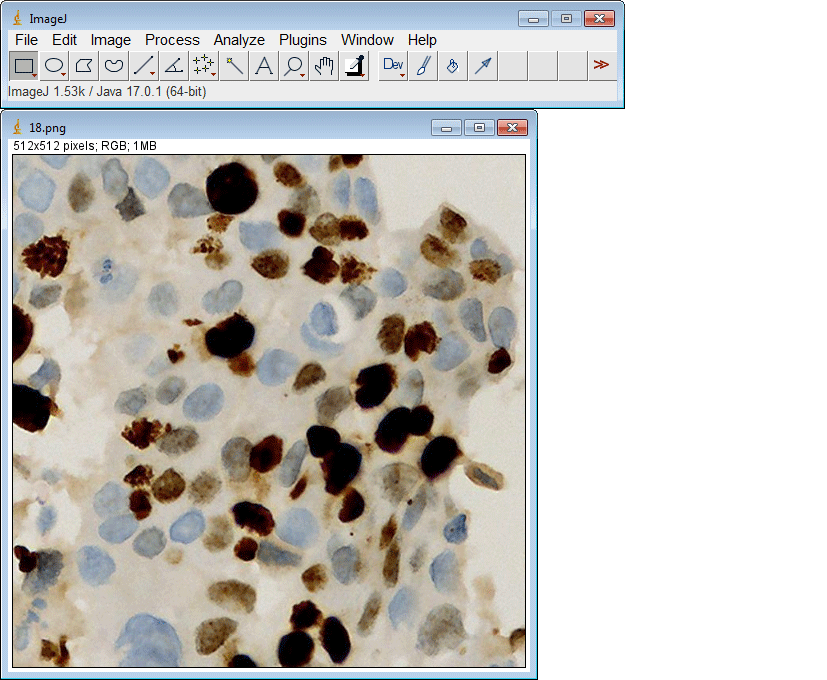 ImageJ
File Edit Image Process Analyze Plugins Window Help
A Dev
ImageJ 1.53k / Java 17.0.1 (64-bit)
18.png
512x512 pixels; RGB; 1MB